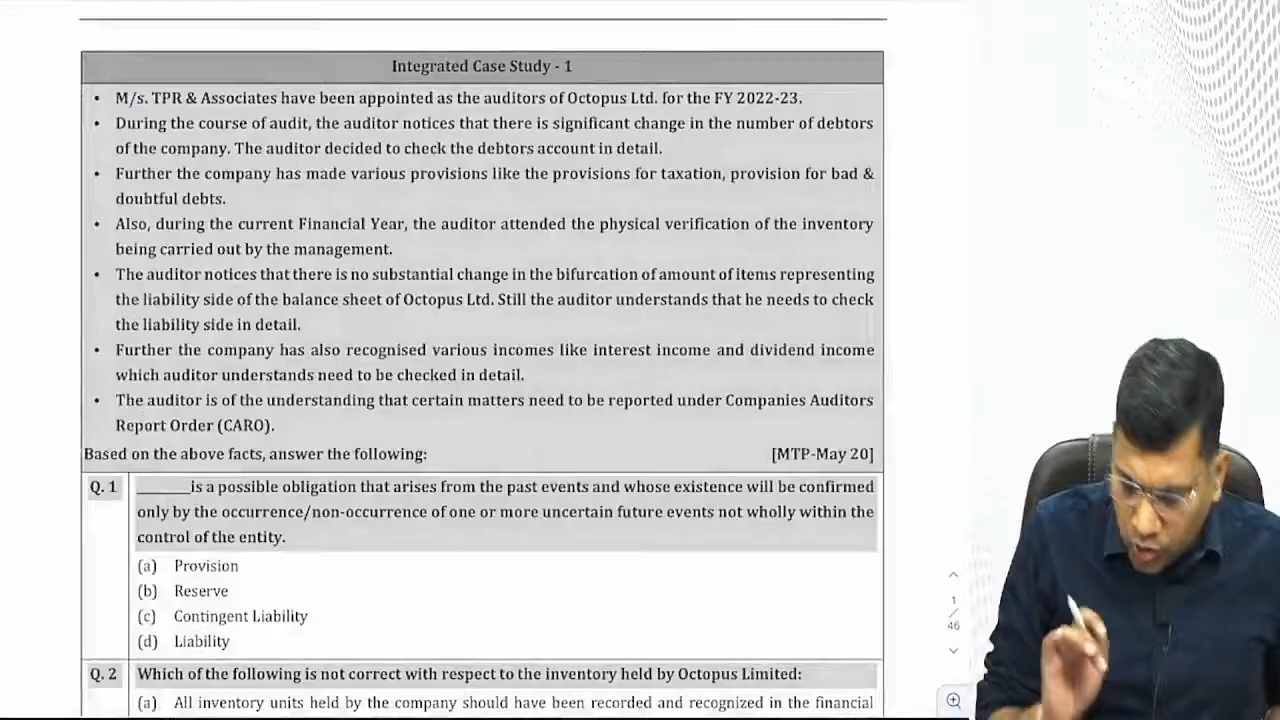 Integrated Case Study - 1
• M/s. TPR & Associates have been appointed as the auditors of Octopus Ltd. for the FY 2022-23.
• During the course of audit, the auditor notices that there is significant change in the number of debtors
of the company. The auditor decided to check the debtors account in detail.
• Further the company has made various provisions like the provisions for taxation, provision for bad &
doubtful debts.
• Also, during the current Financial Year, the auditor attended the physical verification of the inventory
being carried out by the management.
• The auditor notices that there is no substantial change in the bifurcation of amount of items representing
the liability side of the balance sheet of Octopus Ltd. Still the auditor understands that he needs to check
the liability side in detail.
• Further the company has also recognised various incomes like interest income and dividend income
which auditor understands need to be checked in detail.
• The auditor is of the understanding that certain matters need to be reported under Companies Auditors
Report Order (CARO).
Based on the above facts, answer the following: [MTP-May 20]
Q. 1 _______is a possible obligation that arises from the past events and whose existence will be confirmed
only by the occurrence/non-occurrence of one or more uncertain future events not wholly within the
control of the entity.
(a) Provision
(b) Reserve
(c) Contingent Liability
(d) Liability
Q. 2 Which of the following is not correct with respect to the inventory held by Octopus Limited:
(a) All inventory units held by the company should have been recorded and recognized in the financial
1
/
46